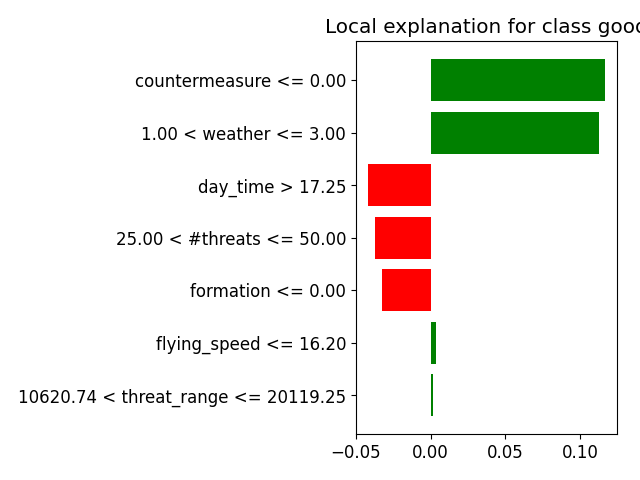 Local explanation for class good
countermeasure <= 0.00
1.00 < weather <= 3.00
day_time > 17.25
25.00 < #threats <= 50.00
formation <= 0.00
flying_speed <= 16.20
10620.74 < threat_range <= 20119.25
−0.05 0.00 0.05 0.10